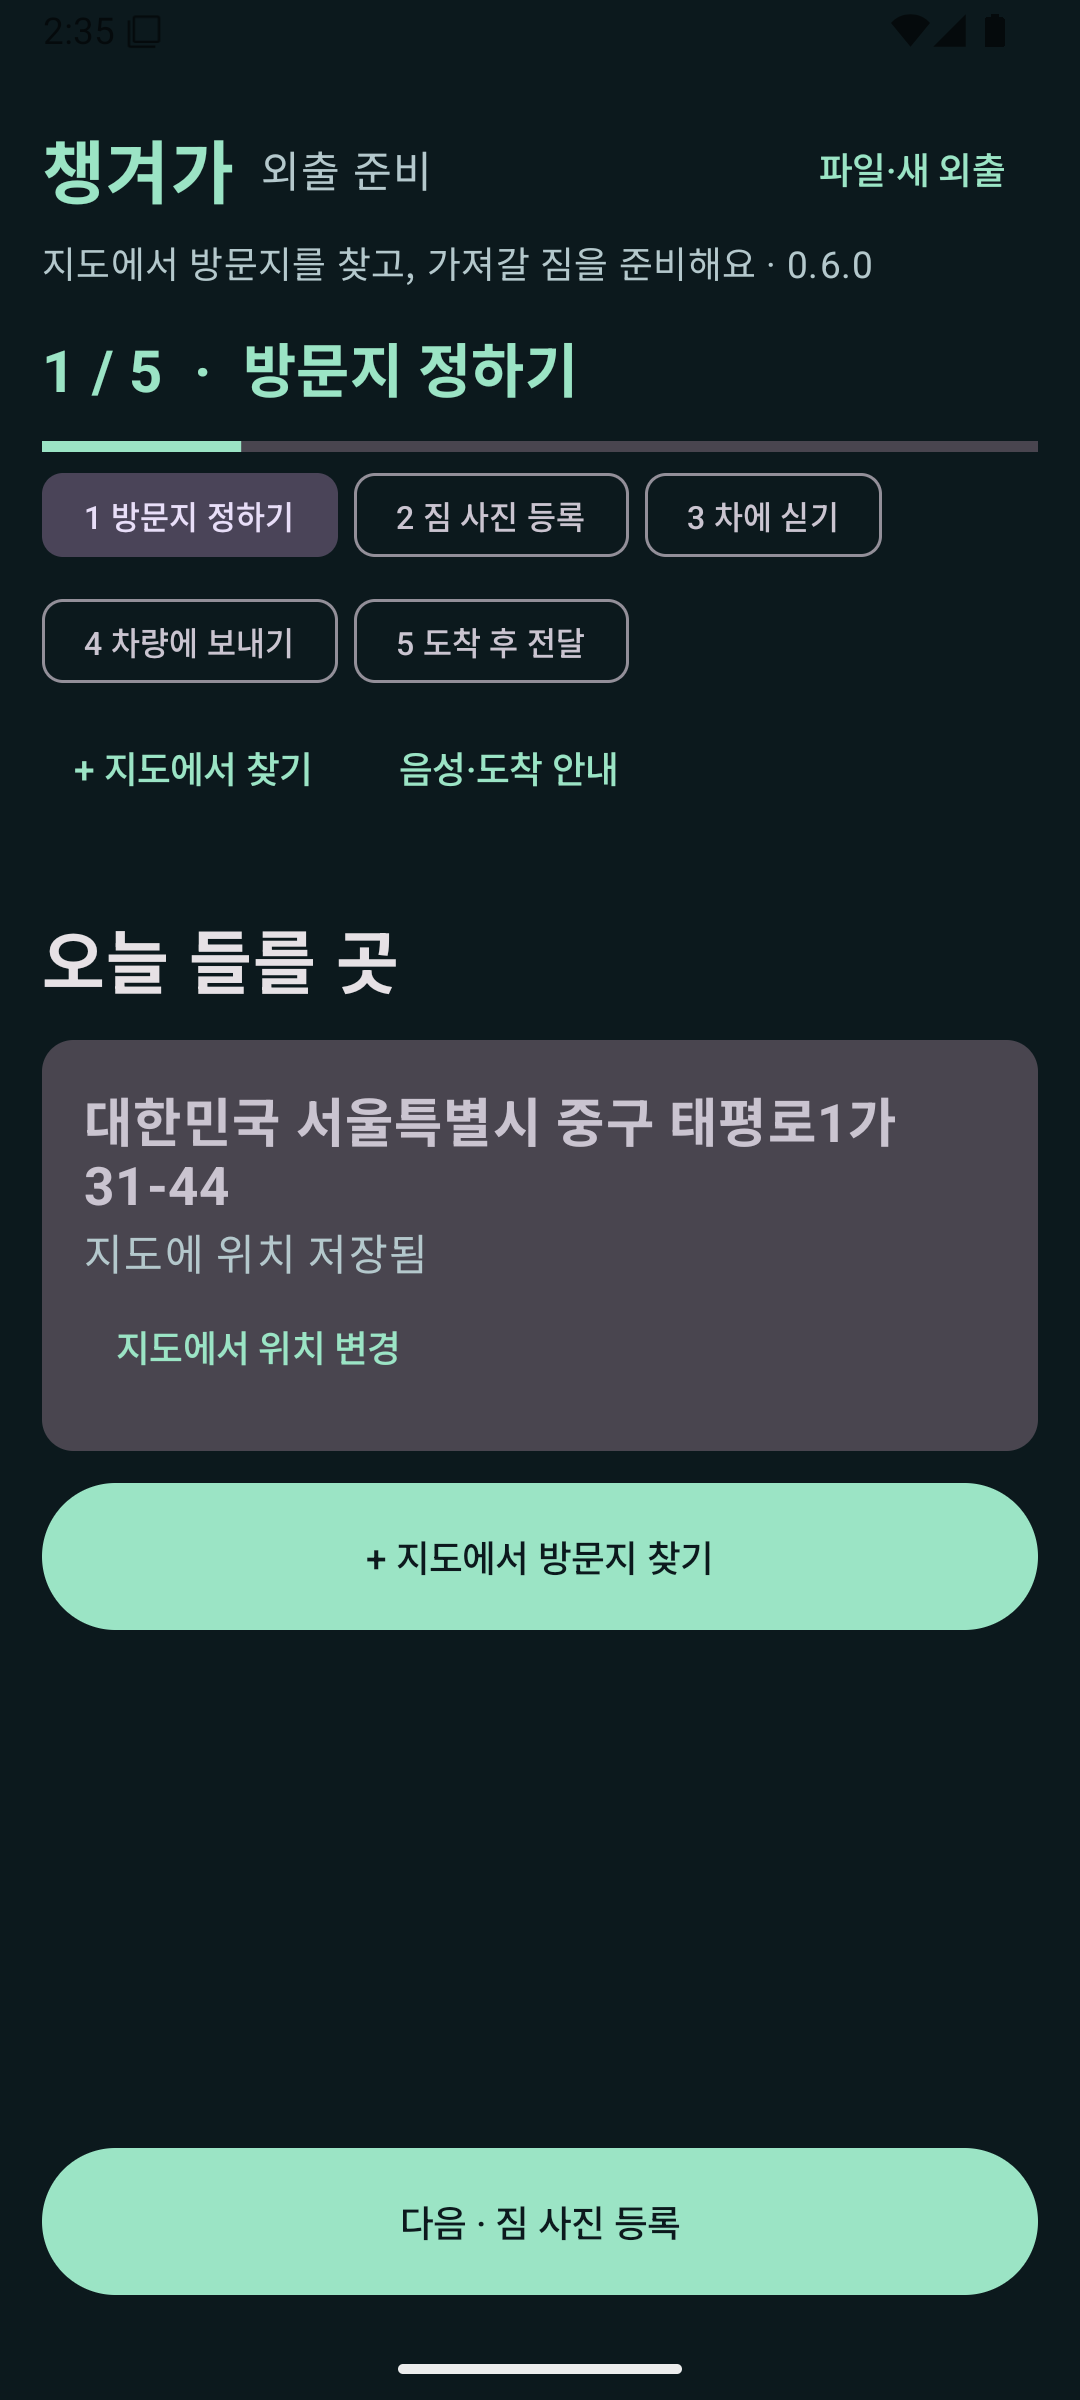 2:35
챙겨가 외출 준비 파일·새 외출
지도에서 방문지를 찾고, 가져갈 짐을 준비해요 · 0.6.0
1 / 5 · 방문지 정하기
1 방문지 정하기 2 짐 사진 등록 3 차에 싣기
4 차량에 보내기 5 도착 후 전달
+ 지도에서 찾기 음성·도착 안내
오늘 들를 곳
대한민국 서울특별시 중구 태평로1가
31-44
지도에 위치 저장됨
지도에서 위치 변경
+ 지도에서 방문지 찾기
다음 · 짐 사진 등록